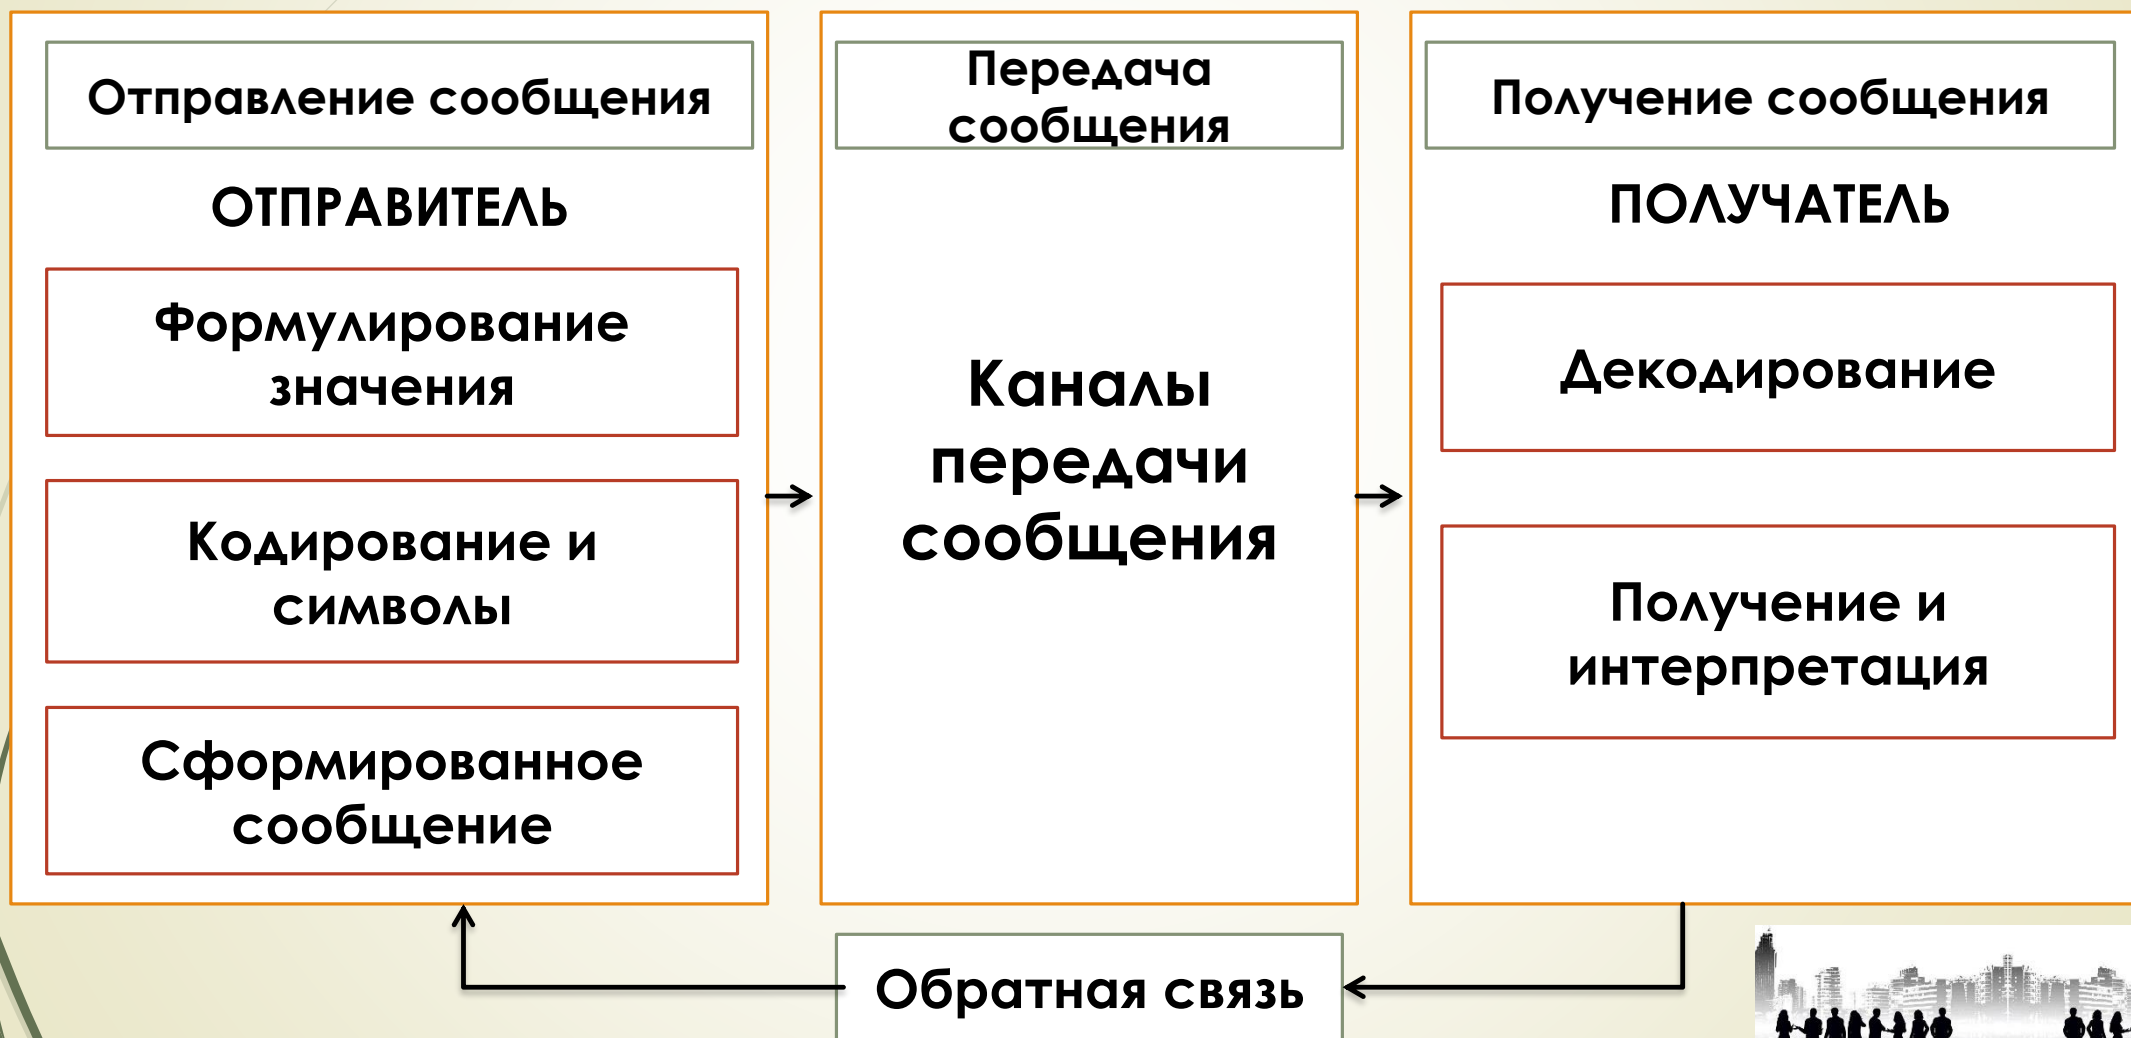 Отправление сообщения
ОТПРАВИТЕЛЬ
Формулирование
значения
Кодирование и
символы
Сформированное
сообщение
Передача
сообщения
Каналы
передачи
сообщения
Получение сообщения
ПОЛУЧАТЕЛЬ
Декодирование
Получение и
интерпретация
Обратная связь